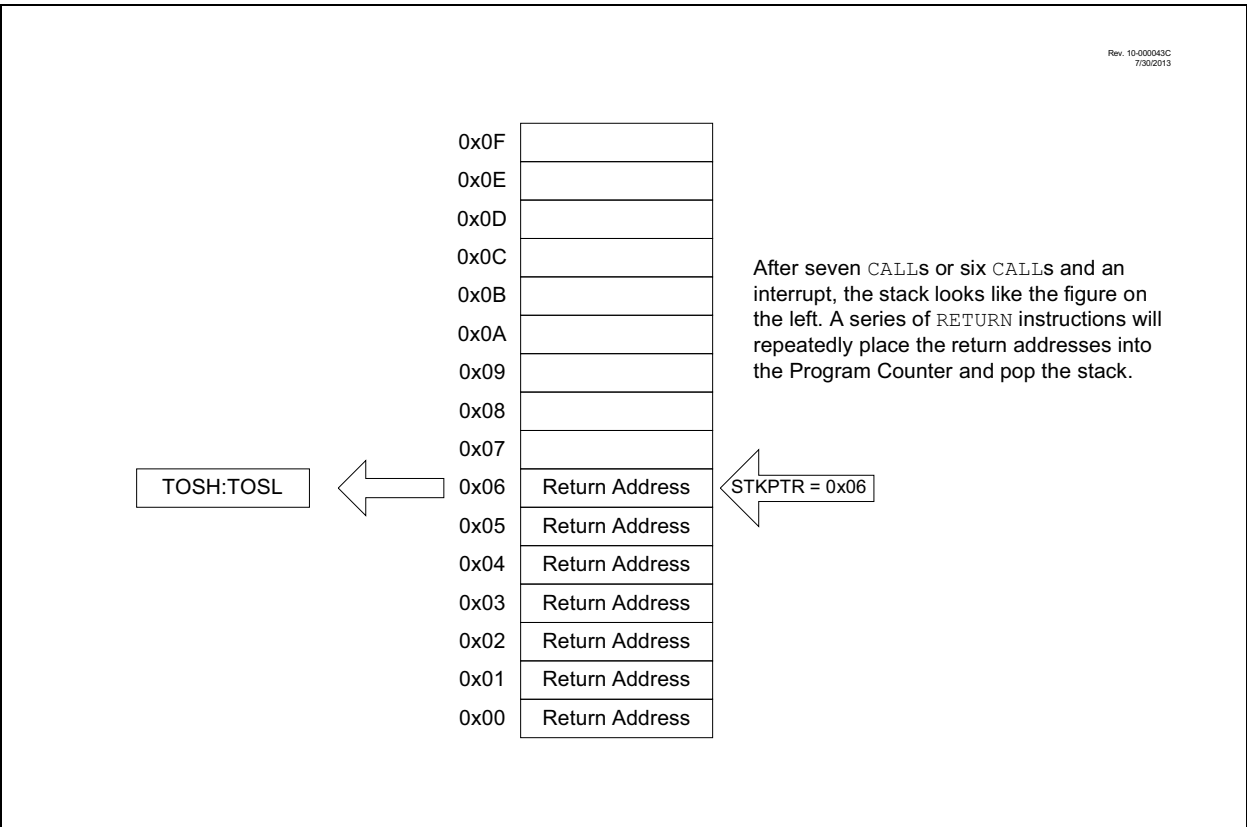 Rev. 10-000043C
7/30/2013
0x0F
0x0E
0x0D
0x0C
0x0B
0x0A
0x09
0x08
0x07
After seven CALLs or six CALLs and an
interrupt, the stack looks like the figure on
the left. A series of RETURN instructions will
repeatedly place the return addresses into
the Program Counter and pop the stack.
TOSH:TOSL 0x06 Return Address STKPTR = 0x06
0x05 Return Address
0x04 Return Address
0x03 Return Address
0x02 Return Address
0x01 Return Address
0x00 Return Address